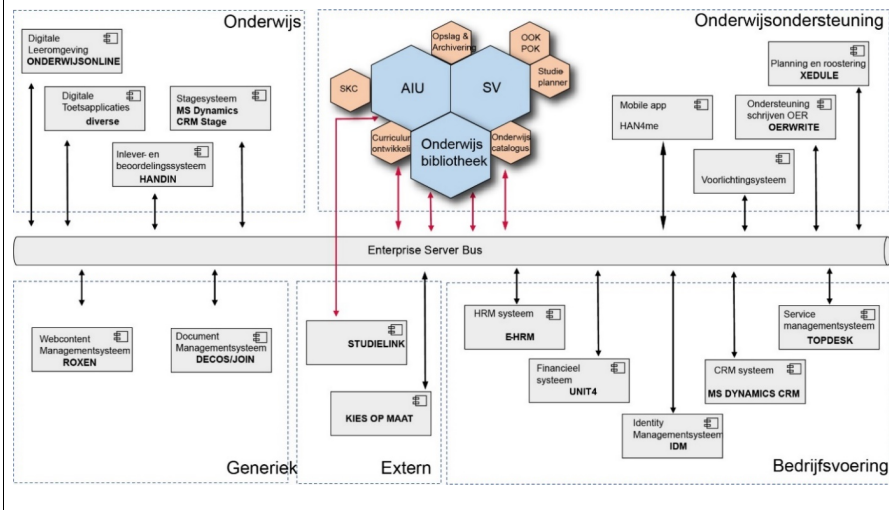 Onderwijs
Digitale
Leeromgeving
ONDERWIJSONLINE
Digitale
Toetsapplicaties
diverse
Stagesysteem
MS Dynamics
CRM Stage
Inlever- en
beoordelingssysteem
HANDIN
Onderwijsondersteuning
Opslag &
Archivering
OOK
POK
Studie
planner
SKC
AIU
SV
Curriculum
ontwikkeli
Onderwijs
bibliotheek
Onderwijs
catalogus
Mobile app
HAN4me
Planning en roostering
XEDULE
Ondersteuning
schrijven OER
OERWRITE
Voorlichtingsysteem
Enterprise Server Bus
Webcontent
Managementsysteem
ROXEN
Document
Managementsysteem
DECOS/JOIN
Generiek
STUDIELINK
KIES OP MAAT
Extern
HRM systeem
E-HRM
Financieel
systeem
UNIT4
Identity
Managementsysteem
IDM
CRM systeem
MS DYNAMICS CRM
Service
managementsysteem
TOPDESK
Bedrijfsvoering